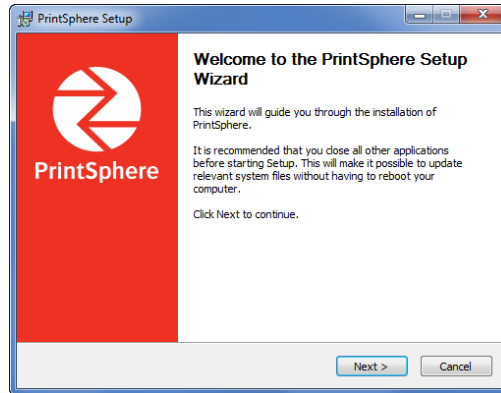 PrintSphere Setup
Welcome to the PrintSphere Setup
Wizard
This wizard will guide you through the installation of
PrintSphere.
It is recommended that you close all other applications
before starting Setup. This will make it possible to update
relevant system files without having to reboot your
computer.
Click Next to continue.
PrintSphere
Next >
Cancel